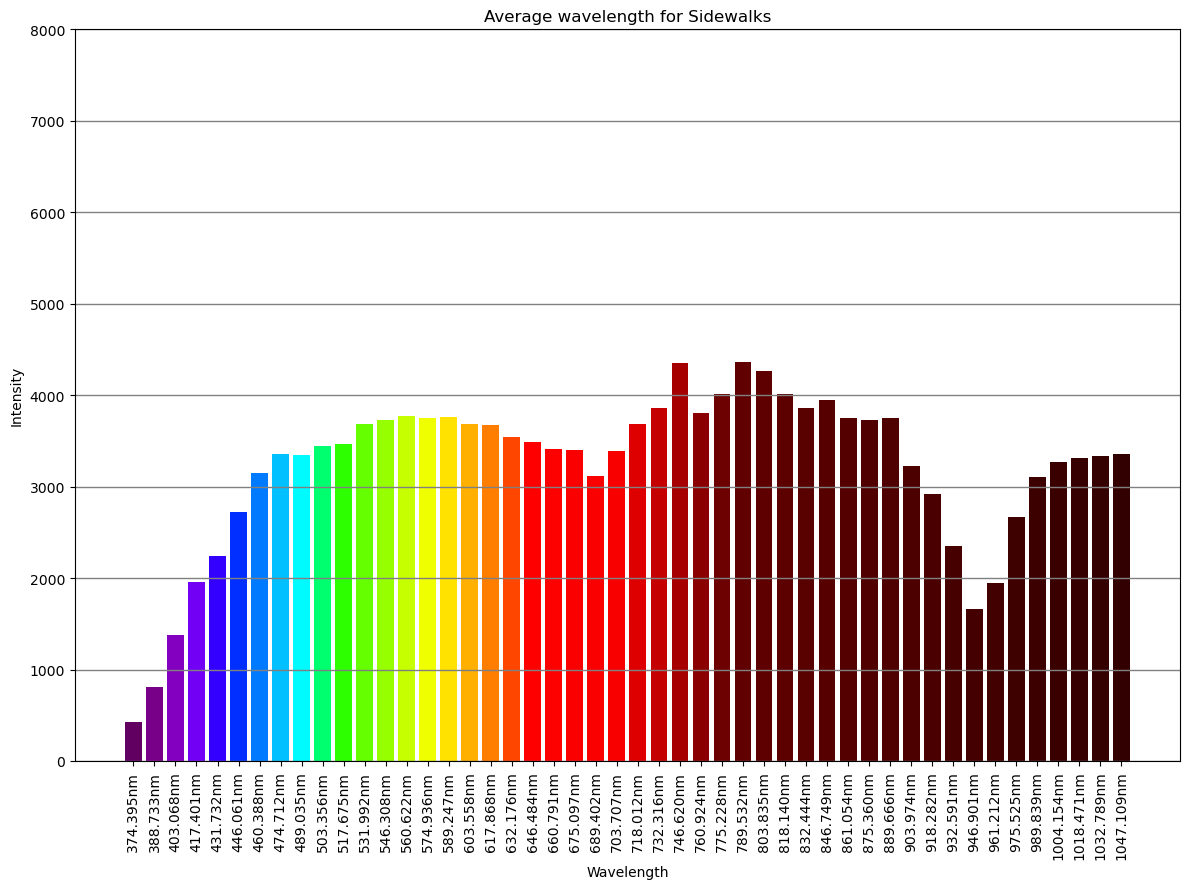 Average wavelength for Sidewalks
8000
7000
6000
5000
4000
3000
2000
1000
0
Intensity
374.395nm
388.733nm
403.068nm
417.401nm
431.732nm
446.061nm
460.388nm
474.712nm
489.035nm
503.356nm
517.675nm
531.992nm
546.308nm
560.622nm
574.936nm
589.247nm
603.558nm
617.868nm
632.176nm
646.484nm
660.791nm
675.097nm
689.402nm
703.707nm
718.012nm
732.316nm
746.620nm
760.924nm
775.228nm
789.532nm
803.835nm
818.140nm
832.444nm
846.749nm
861.054nm
875.360nm
889.666nm
903.974nm
918.282nm
932.591nm
946.901nm
961.212nm
975.525nm
989.839nm
1004.154nm
1018.471nm
1032.789nm
1047.109nm
Wavelength